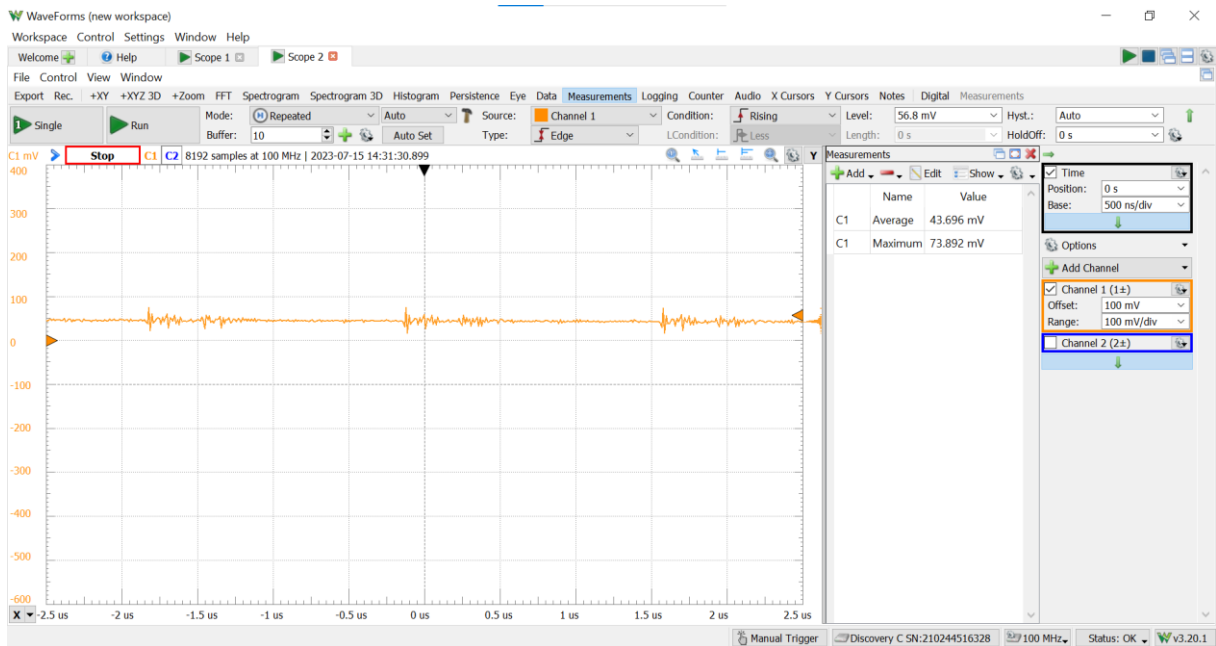 WaveForms (new workspace)
Workspace Control Settings Window Help
Welcome Help Scope 1 Scope 2
File Control View Window
Export Rec. +XY +XYZ 3D +Zoom FFT Spectrogram Spectrogram 3D Histogram Persistence Eye Data Measurements Logging Counter Audio X Cursors Y Cursors Notes Digital Measurements
1 Single Run Mode: Repeated Auto Source: Channel 1 Condition: Rising Level: 56.8 mV Hyst.: Auto
Buffer: 10 Auto Set Type: Edge LCondition: Less Length: 0 s HoldOff: 0 s
C1 mV Stop C1 C2 8192 samples at 100 MHz | 2023-07-15 14:31:30.899 Y
400
300
200
100
0
-100
-200
-300
-400
-500
-600
X -2.5 us -2 us -1.5 us -1 us -0.5 us 0 us 0.5 us 1 us 1.5 us 2 us 2.5 us
Measurements
Add Edit Show
Name Value
C1 Average 43.696 mV
C1 Maximum 73.892 mV
Time
Position: 0 s
Base: 500 ns/div
Options
Add Channel
Channel 1 (1±)
Offset: 100 mV
Range: 100 mV/div
Channel 2 (2±)
Manual Trigger Discovery C SN:210244516328 100 MHz Status: OK v3.20.1